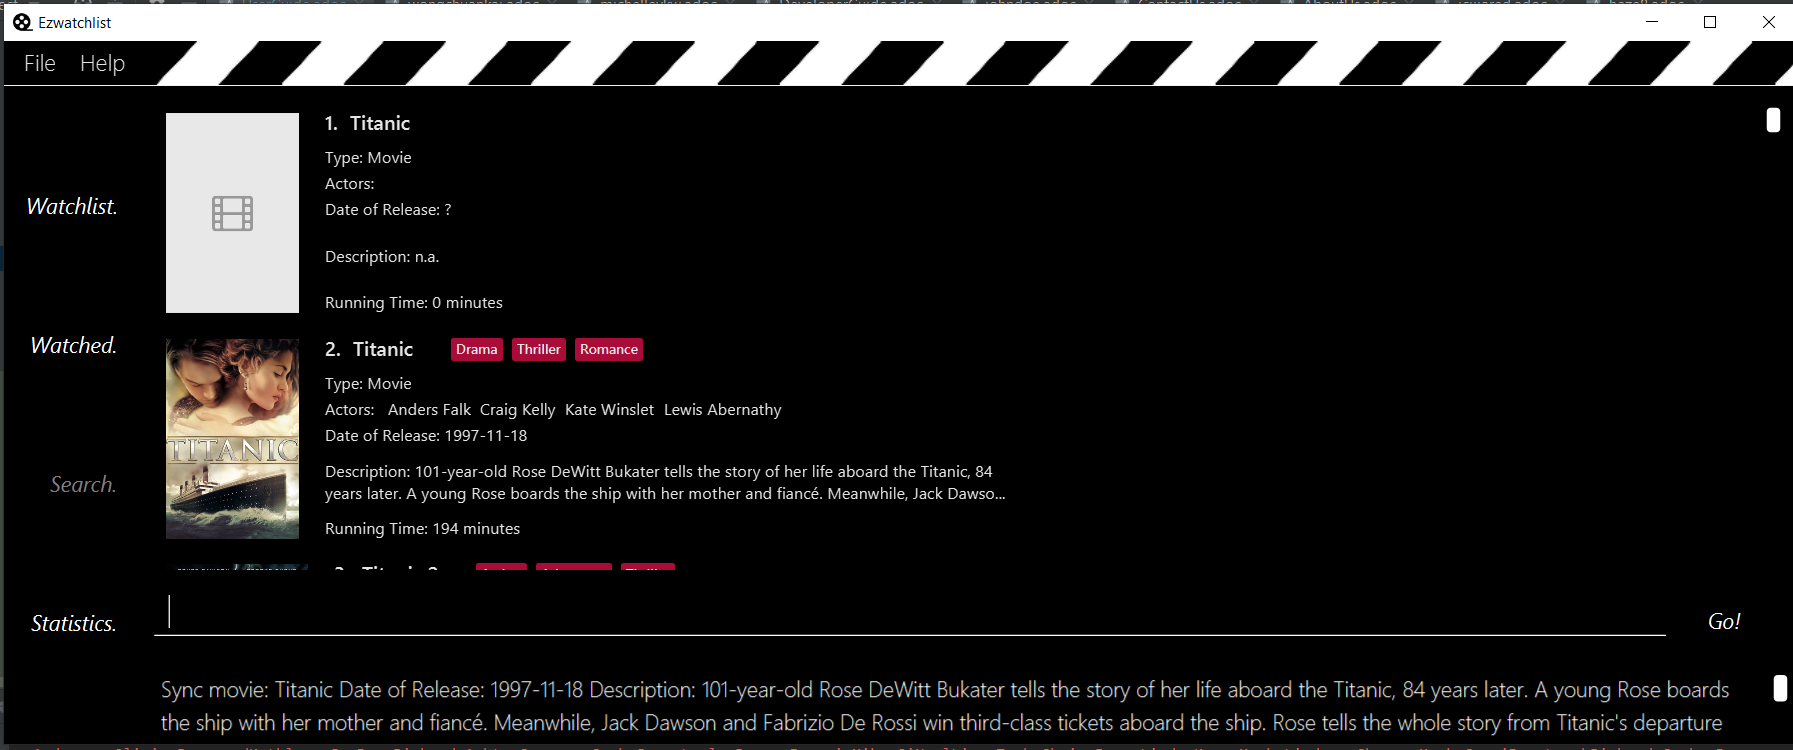 Ezwatchlist
File Help
1. Titanic
Type: Movie
Actors:
Date of Release: ?
Description: n.a.
Running Time: 0 minutes
Watchlist.
Watched.
Search.
Statistics.
2. Titanic Drama Thriller Romance
Type: Movie
Actors: Anders Falk Craig Kelly Kate Winslet Lewis Abernathy
Date of Release: 1997-11-18
Description: 101-year-old Rose DeWitt Bukater tells the story of her life aboard the Titanic, 84
years later. A young Rose boards the ship with her mother and fiancé. Meanwhile, Jack Dawso...
Running Time: 194 minutes
TITANIC
Go!
Sync movie: Titanic Date of Release: 1997-11-18 Description: 101-year-old Rose DeWitt Bukater tells the story of her life aboard the Titanic, 84 years later. A young Rose boards
the ship with her mother and fiancé. Meanwhile, Jack Dawson and Fabrizio De Rossi win third-class tickets aboard the ship. Rose tells the whole story from Titanic's departure